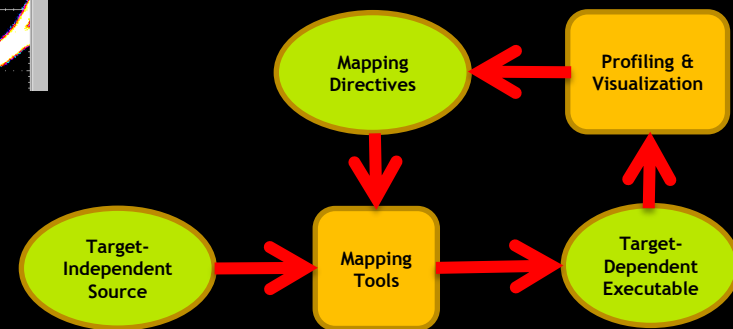 Mapping
Directives
Profiling &
Visualization
Target-
Independent
Source
Mapping
Tools
Target-
Dependent
Executable